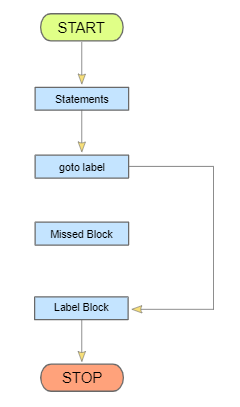 START
Statements
goto label
Missed Block
Label Block
STOP